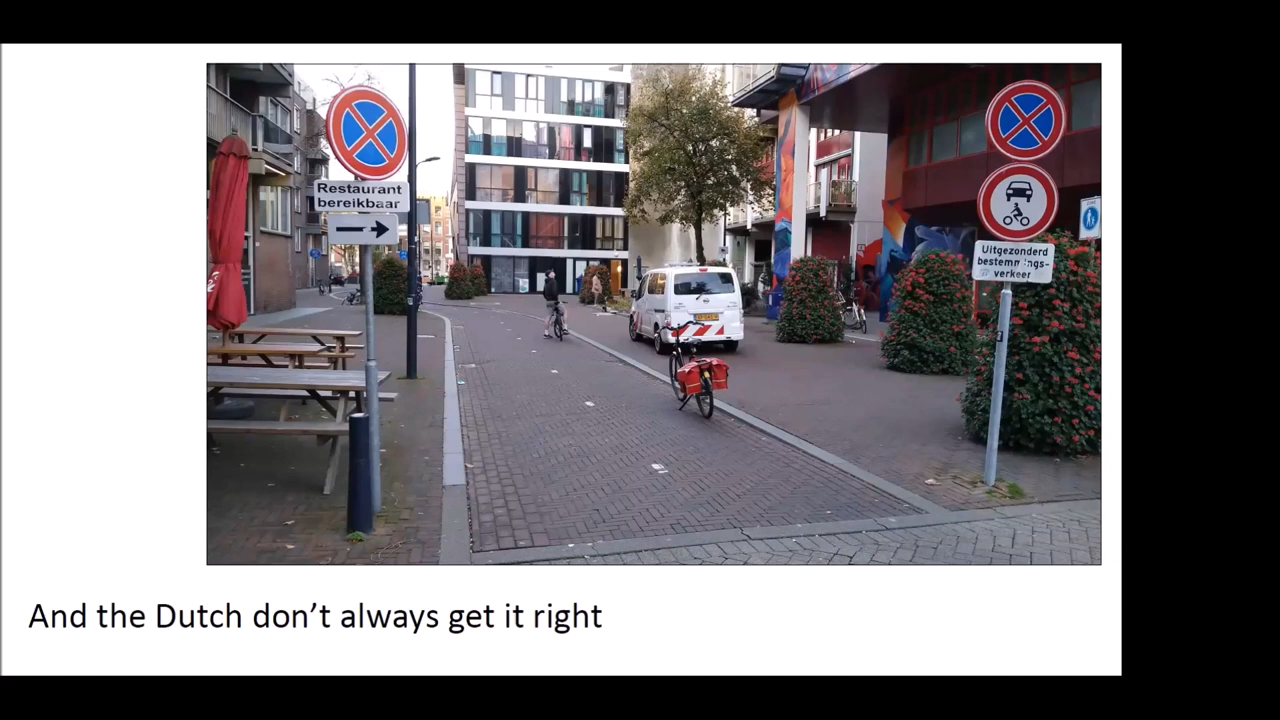 Restaurant
bereikbaar
Uitgezonderd
bestemmings-
verkeer
And the Dutch don't always get it right